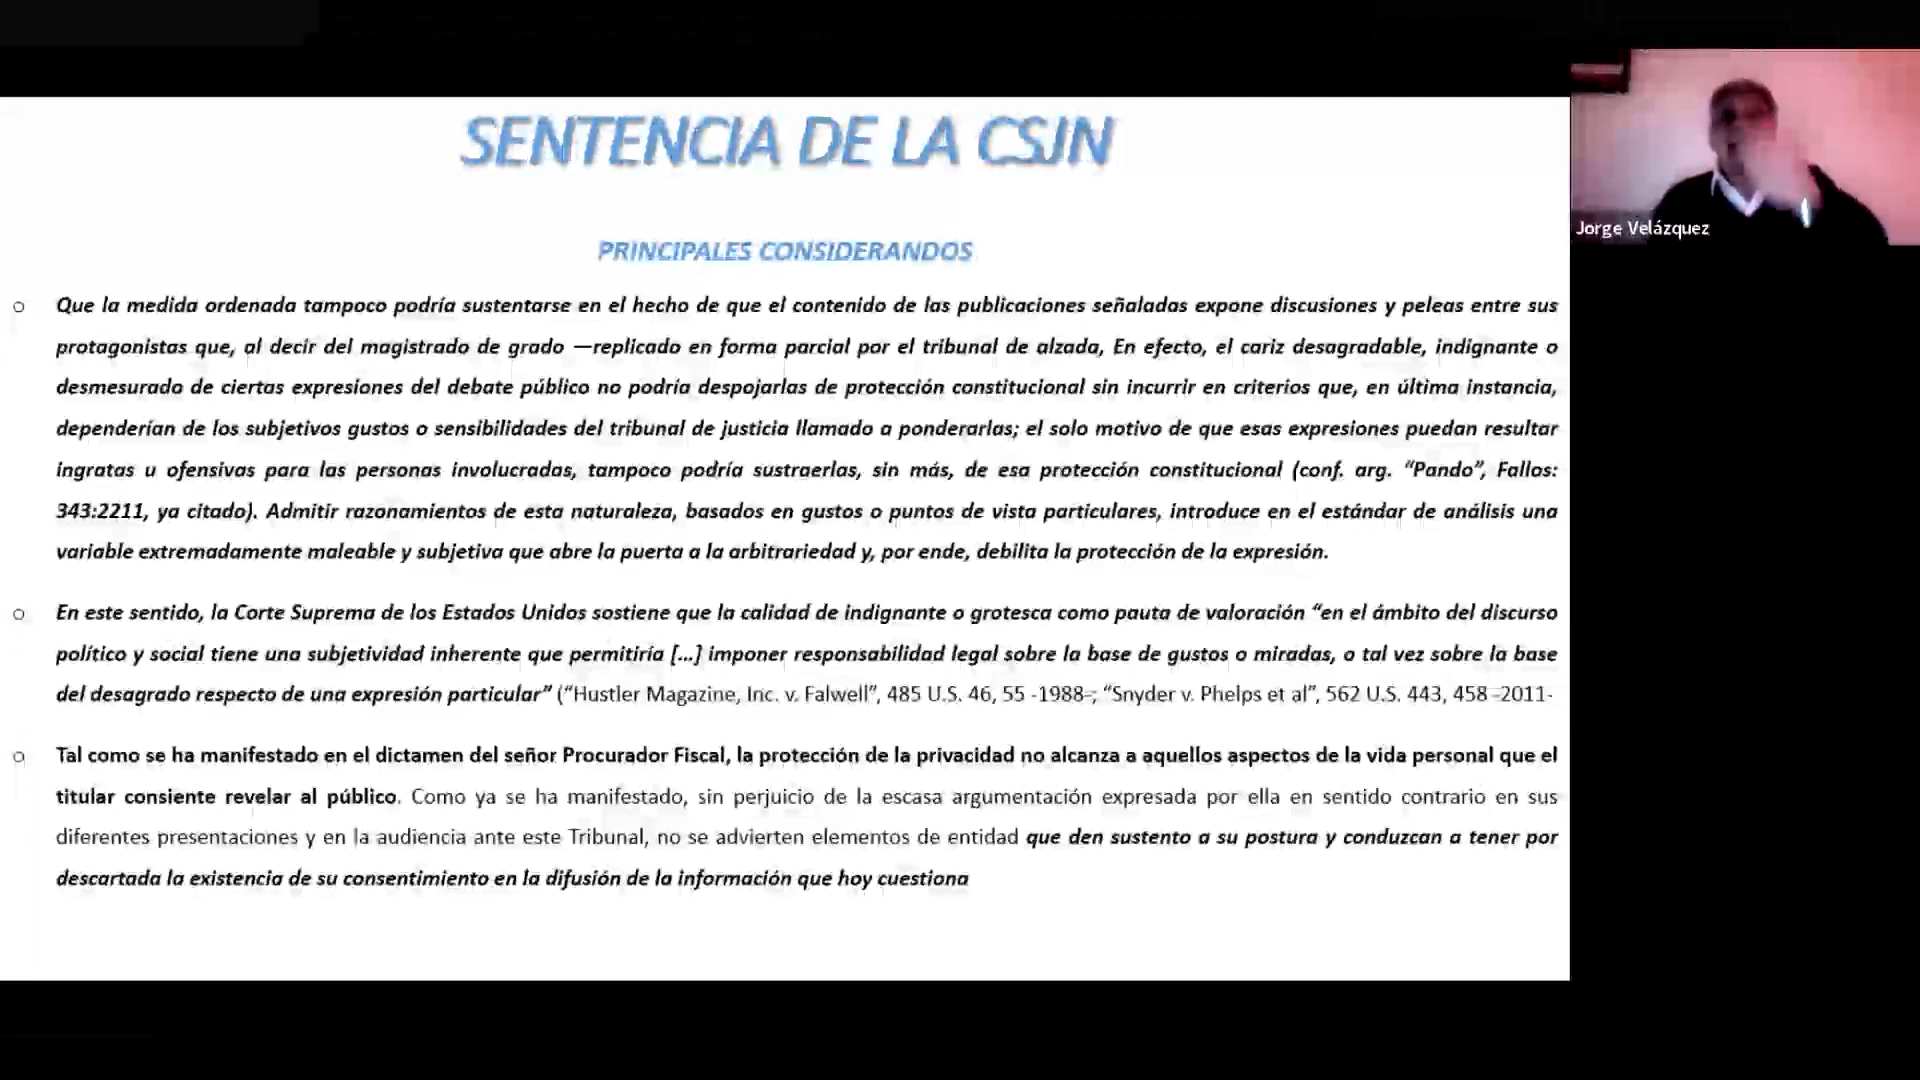 SENTENCIA DE LA CSJN
Jorge Velázquez
PRINCIPALES CONSIDERANDOS
o Que la medida ordenada tampoco podría sustentarse en el hecho de que el contenido de las publicaciones señaladas expone discusiones y peleas entre sus
protagonistas que, al decir del magistrado de grado —replicado en forma parcial por el tribunal de alzada, En efecto, el cariz desagradable, indignante o
desmesurado de ciertas expresiones del debate público no podría despojarlas de protección constitucional sin incurrir en criterios que, en última instancia,
dependerían de los subjetivos gustos o sensibilidades del tribunal de justicia llamado a ponderarlas; el solo motivo de que esas expresiones puedan resultar
ingratas u ofensivas para las personas involucradas, tampoco podría sustraerlas, sin más, de esa protección constitucional (conf. arg. “Pando”, Fallos:
343:2211, ya citado). Admitir razonamientos de esta naturaleza, basados en gustos o puntos de vista particulares, introduce en el estándar de análisis una
variable extremadamente maleable y subjetiva que abre la puerta a la arbitrariedad y, por ende, debilita la protección de la expresión.
o En este sentido, la Corte Suprema de los Estados Unidos sostiene que la calidad de indignante o grotesca como pauta de valoración “en el ámbito del discurso
político y social tiene una subjetividad inherente que permitiría [...] imponer responsabilidad legal sobre la base de gustos o miradas, o tal vez sobre la base
del desagrado respecto de una expresión particular” (“Hustler Magazine, Inc. v. Falwell”, 485 U.S. 46, 55 -1988-; “Snyder v. Phelps et al”, 562 U.S. 443, 458 -2011-
o Tal como se ha manifestado en el dictamen del señor Procurador Fiscal, la protección de la privacidad no alcanza a aquellos aspectos de la vida personal que el
titular consiente revelar al público. Como ya se ha manifestado, sin perjuicio de la escasa argumentación expresada por ella en sentido contrario en sus
diferentes presentaciones y en la audiencia ante este Tribunal, no se advierten elementos de entidad que den sustento a su postura y conduzcan a tener por
descartada la existencia de su consentimiento en la difusión de la información que hoy cuestiona